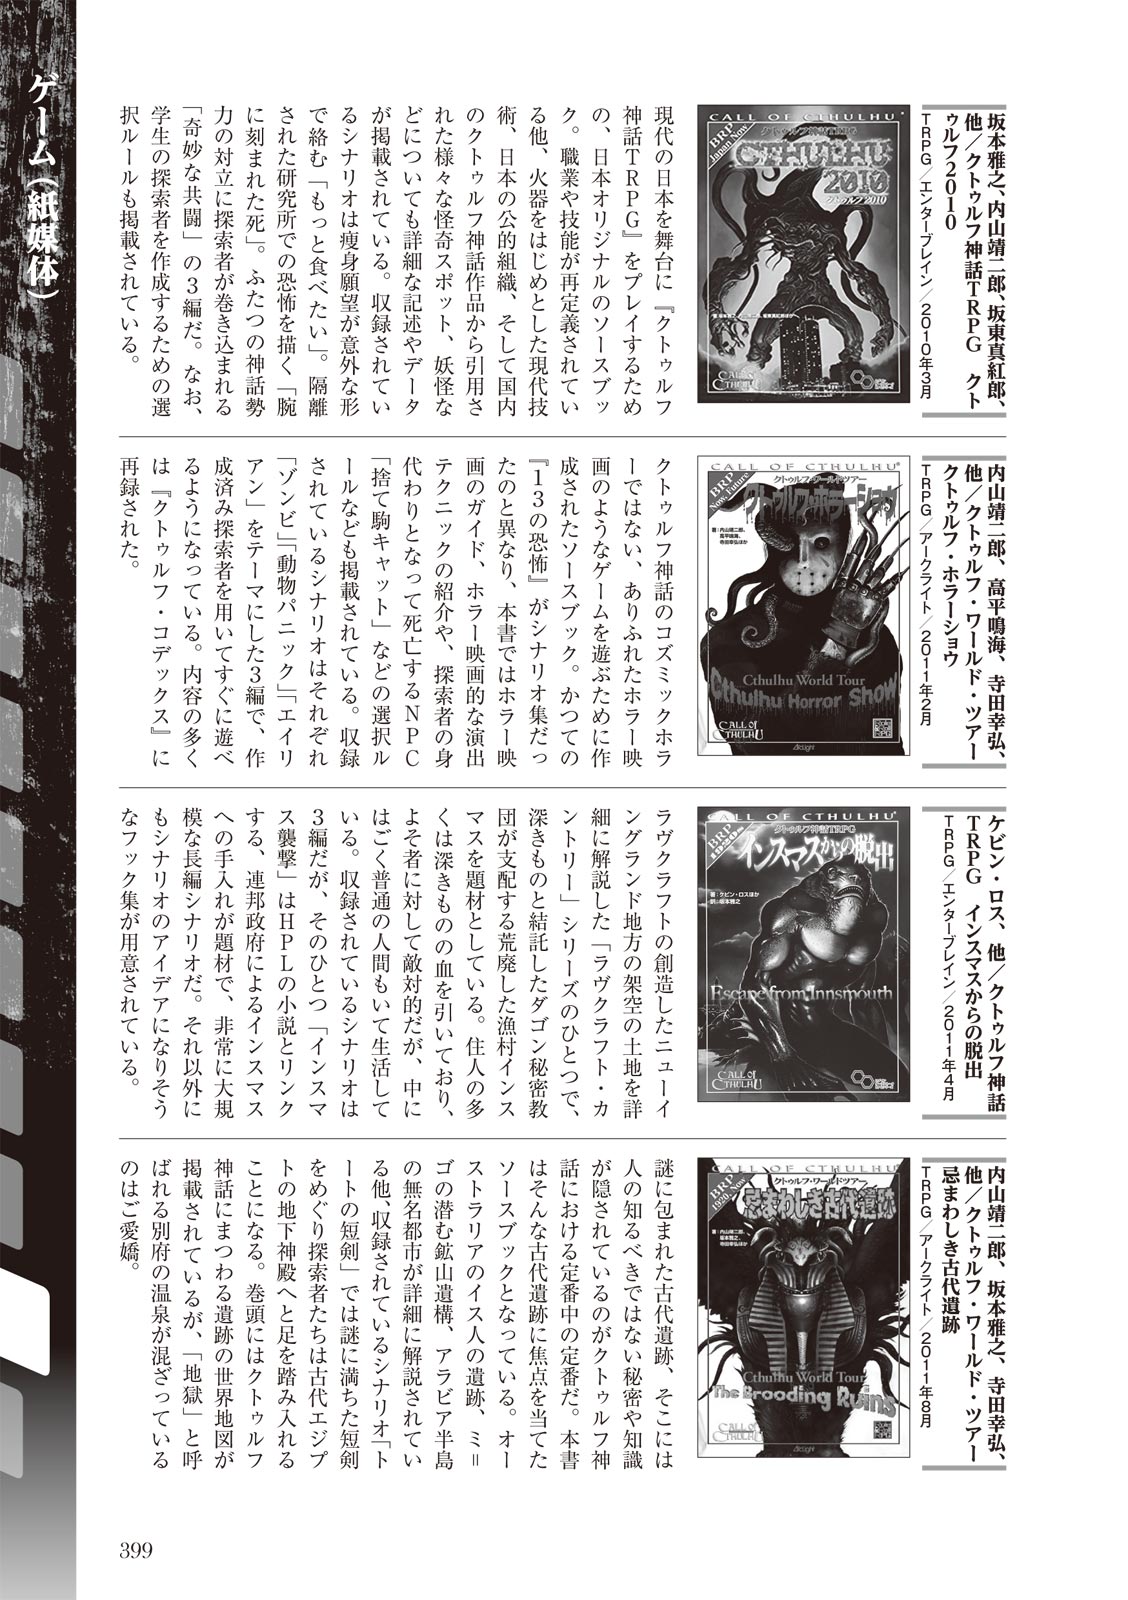 ゲーム（紙媒体）
坂本雅之、内山靖二郎、坂東真紅郎、
他／クトゥルフ神話TRPG　クト
ゥルフ2010
TRPG／エンターブレイン／2010年3月
CALL OF CTHULHU
BRP
Japan Now
クトゥルフ神話TRPG
CTHULHU
2010
クトゥルフ2010
CALL OF
CTHULHU
現代の日本を舞台に『クトゥルフ
神話TRPG』をプレイするため
の、日本オリジナルのソースブッ
ク。職業や技能が再定義されてい
る他、火器をはじめとした現代技
術、日本の公的組織、そして国内
のクトゥルフ神話作品から引用さ
れた様々な怪奇スポット、妖怪な
どについても詳細な記述やデータ
が掲載されている。収録されてい
るシナリオは痩身願望が意外な形
で絡む「もっと食べたい」。隔離
された研究所での恐怖を描く「腕
に刻まれた死」。ふたつの神話勢
力の対立に探索者が巻き込まれる
「奇妙な共闘」の3編だ。なお、
学生の探索者を作成するための選
択ルールも掲載されている。
内山靖二郎、高平鳴海、寺田幸弘、
他／クトゥルフ・ワールド・ツアー
クトゥルフ・ホラーショウ
TRPG／アークライト／2011年2月
CALL OF CTHULHU
BRP
Now, Future
クトゥルフ・ワールドツアー
クトゥルフ・ホラーショウ
著：内山靖二郎、
高平鳴海、
寺田幸弘ほか
Cthulhu World Tour
Cthulhu Horror Show
CALL OF
CTHULHU
Arclight
クトゥルフ神話のコズミックホラ
ーではない、ありふれたホラー映
画のようなゲームを遊ぶために作
成されたソースブック。かつての
『13の恐怖』がシナリオ集だっ
たのと異なり、本書ではホラー映
画のガイド、ホラー映画的な演出
テクニックの紹介や、探索者の身
代わりとなって死亡するNPC
「捨て駒キャット」などの選択ル
ールなども掲載されている。収録
されているシナリオはそれぞれ
「ゾンビ」「動物パニック」「エイリ
アン」をテーマにした3編で、作
成済み探索者を用いてすぐに遊べ
るようになっている。内容の多く
は『クトゥルフ・コデックス』に
再録された。
ケビン・ロス、他／クトゥルフ神話
TRPG　インスマスからの脱出
TRPG／エンターブレイン／2011年4月
CALL OF CTHULHU
BRP
クトゥルフ神話TRPG
インスマスからの脱出
著：ケビン・ロスほか
訳：坂本雅之
Escape from Innsmouth
CALL OF
CTHULHU
ラヴクラフトの創造したニューイ
ングランド地方の架空の土地を詳
細に解説した「ラヴクラフト・カ
ントリー」シリーズのひとつで、
深きものと結託したダゴン秘密教
団が支配する荒廃した漁村インス
マスを題材としている。住人の多
くは深きものの血を引いており、
よそ者に対して敵対的だが、中に
はごく普通の人間もいて生活して
いる。収録されているシナリオは
3編だが、そのひとつ「インスマ
ス襲撃」はHPLの小説とリンク
する、連邦政府によるインスマス
への手入れが題材で、非常に大規
模な長編シナリオだ。それ以外に
もシナリオのアイデアになりそう
なフック集が用意されている。
内山靖二郎、坂本雅之、寺田幸弘、
他／クトゥルフ・ワールド・ツアー
忌まわしき古代遺跡
TRPG／アークライト／2011年8月
CALL OF CTHULHU
BRP
1920, Now
クトゥルフ・ワールドツアー
忌まわしき古代遺跡
著：内山靖二郎、
坂本雅之、
寺田幸弘ほか
Cthulhu World Tour
The Brooding Ruins
CALL OF
CTHULHU
Arclight
謎に包まれた古代遺跡、そこには
人の知るべきではない秘密や知識
が隠されているのがクトゥルフ神
話における定番中の定番だ。本書
はそんな古代遺跡に焦点を当てた
ソースブックとなっている。オー
ストラリアのイス人の遺跡、ミ＝
ゴの潜む鉱山遺構、アラビア半島
の無名都市が詳細に解説されてい
る他、収録されているシナリオ「ト
ートの短剣」では謎に満ちた短剣
をめぐり探索者たちは古代エジプ
トの地下神殿へと足を踏み入れる
ことになる。巻頭にはクトゥルフ
神話にまつわる遺跡の世界地図が
掲載されているが、「地獄」と呼
ばれる別府の温泉が混ざっている
のはご愛嬌。
399